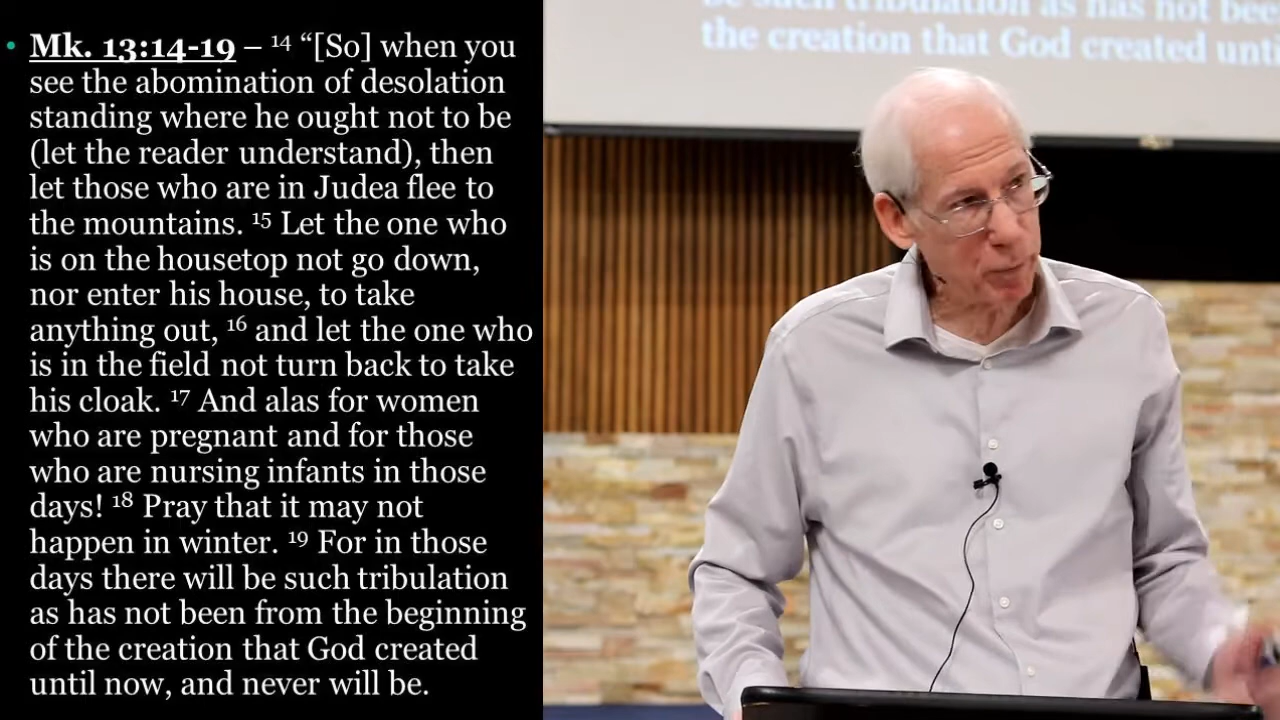 • Mk. 13:14-19 – 14 “[So] when you
see the abomination of desolation
standing where he ought not to be
(let the reader understand), then
let those who are in Judea flee to
the mountains. 15 Let the one who
is on the housetop not go down,
nor enter his house, to take
anything out, 16 and let the one who
is in the field not turn back to take
his cloak. 17 And alas for women
who are pregnant and for those
who are nursing infants in those
days! 18 Pray that it may not
happen in winter. 19 For in those
days there will be such tribulation
as has not been from the beginning
of the creation that God created
until now, and never will be.
be such tribulation as has not
the creation that God created